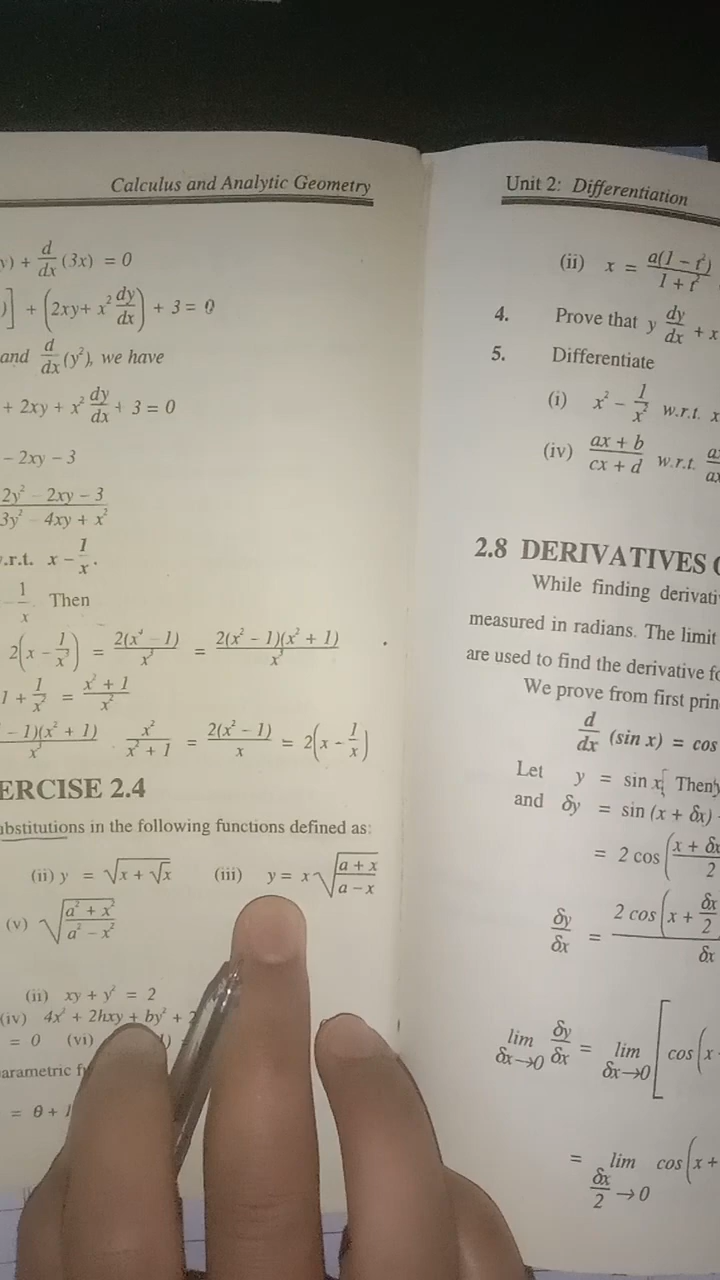 Calculus and Analytic Geometry
) + d/dx (3x) = 0
] + (2xy + x² dy/dx) + 3 = 0
and d/dx (y²), we have
+ 2xy + x² dy/dx + 3 = 0
– 2xy – 3
2y² – 2xy – 3 / 3y² – 4xy + x²
.r.t. x – 1/x .
1/x Then
2(x – 1/x³) = 2(x⁴ – 1)/x³ = 2(x² – 1)(x² + 1)/x³
1 + 1/x² = x² + 1/x²
– 1)(x² + 1)/x³ . x²/x² + 1 = 2(x² – 1)/x = 2(x – 1/x)
ERCISE 2.4
ubstitutions in the following functions defined as:
(ii) y = √x + √x (iii) y = x√a + x/a – x
(v) √a² + x²/a² – x²
(ii) xy + y² = 2
(iv) 4x² + 2hxy + by² +
= 0 (vi)
arametric f
= θ +
Unit 2: Differentiation
(ii) x = a(1 – t²)/1 + t²
4. Prove that y dy/dx + x
5. Differentiate
(i) x² – 1/x² w.r.t. x
(iv) ax + b/cx + d w.r.t.
2.8 DERIVATIVES
While finding derivati
measured in radians. The limit
are used to find the derivative fo
We prove from first prin
d/dx (sin x) = cos
Let y = sin x. Then
and δy = sin (x + δx)
= 2 cos (x + δx/2
δy/δx = 2 cos(x + δx/2/δx
lim δx→0 δy/δx = lim δx→0 [cos(x
= lim δx/2→0 cos(x +